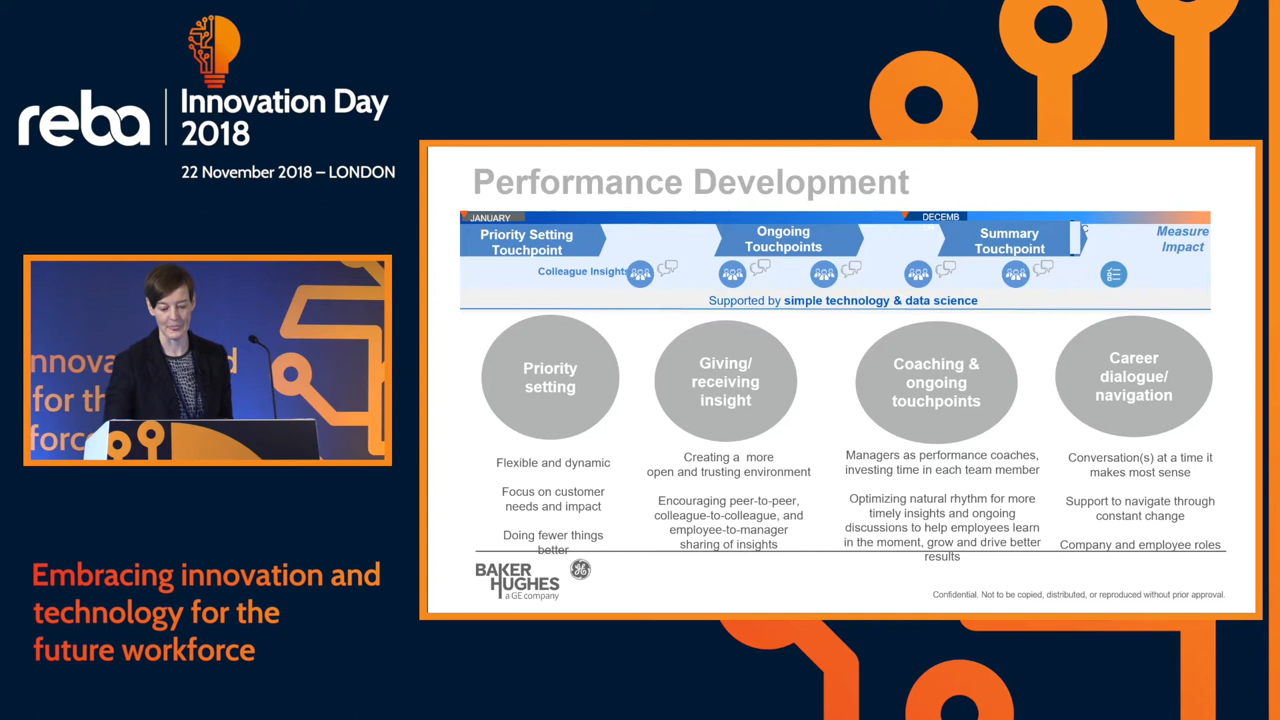 reba
Innovation Day
2018
22 November 2018 – LONDON
Performance Development
JANUARY
DECEMB
Priority Setting
Touchpoint
Ongoing
Touchpoints
Summary
Touchpoint
Measure
Impact
Colleague Insights
Supported by simple technology & data science
Priority
setting
Giving/
receiving
insight
Coaching &
ongoing
touchpoints
Career
dialogue/
navigation
Flexible and dynamic
Focus on customer
needs and impact
Doing fewer things
better
Creating a more
open and trusting environment
Encouraging peer-to-peer,
colleague-to-colleague, and
employee-to-manager
sharing of insights
Managers as performance coaches,
investing time in each team member
Optimizing natural rhythm for more
timely insights and ongoing
discussions to help employees learn
in the moment, grow and drive better
results
Conversation(s) at a time it
makes most sense
Support to navigate through
constant change
Company and employee roles
BAKER
HUGHES
a GE company
Confidential. Not to be copied, distributed, or reproduced without prior approval.
for th
Embracing innovation and
technology for the
future workforce